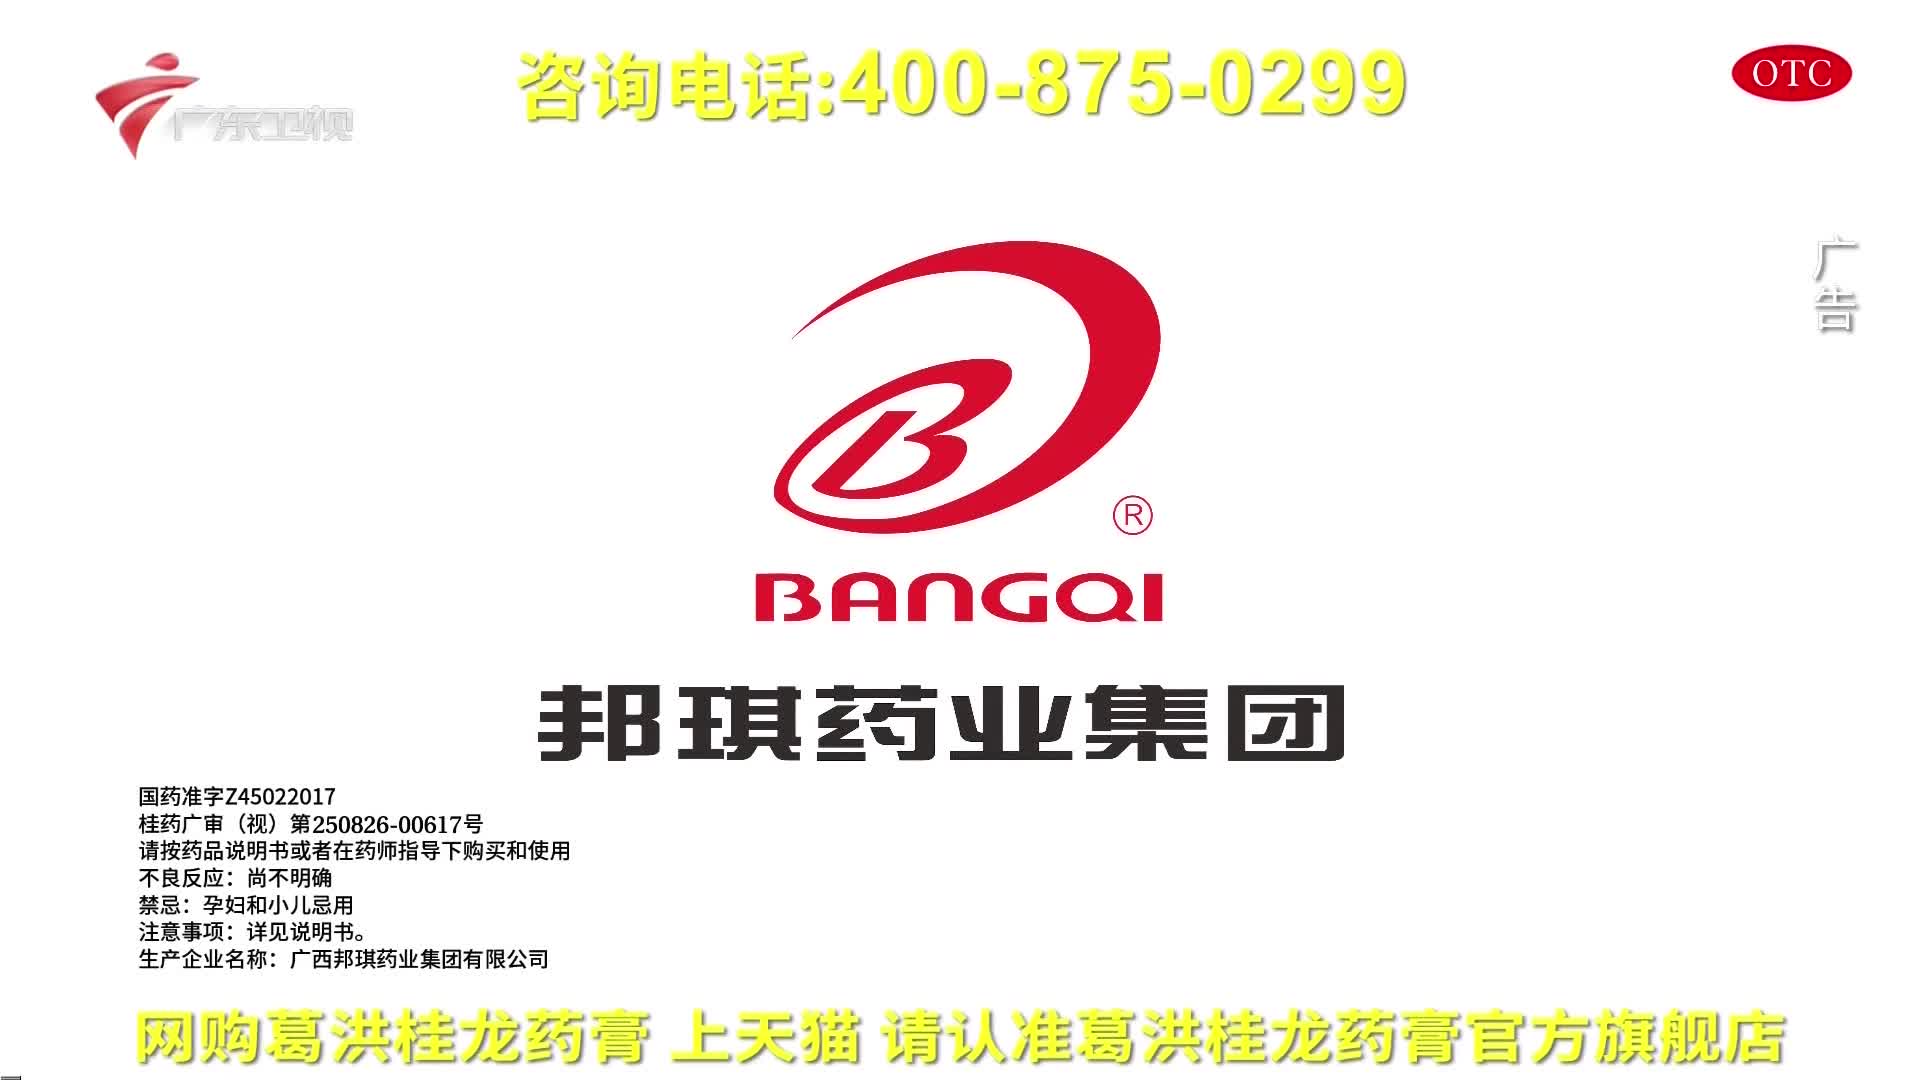 广东卫视
咨询电话:400-875-0299
OTC
广告
B
®
BANGQI
邦琪药业集团
国药准字Z45022017
桂药广审（视）第250826-00617号
请按药品说明书或者在药师指导下购买和使用
不良反应：尚不明确
禁忌：孕妇和小儿忌用
注意事项：详见说明书。
生产企业名称：广西邦琪药业集团有限公司
网购葛洪桂龙药膏 上天猫 请认准葛洪桂龙药膏官方旗舰店